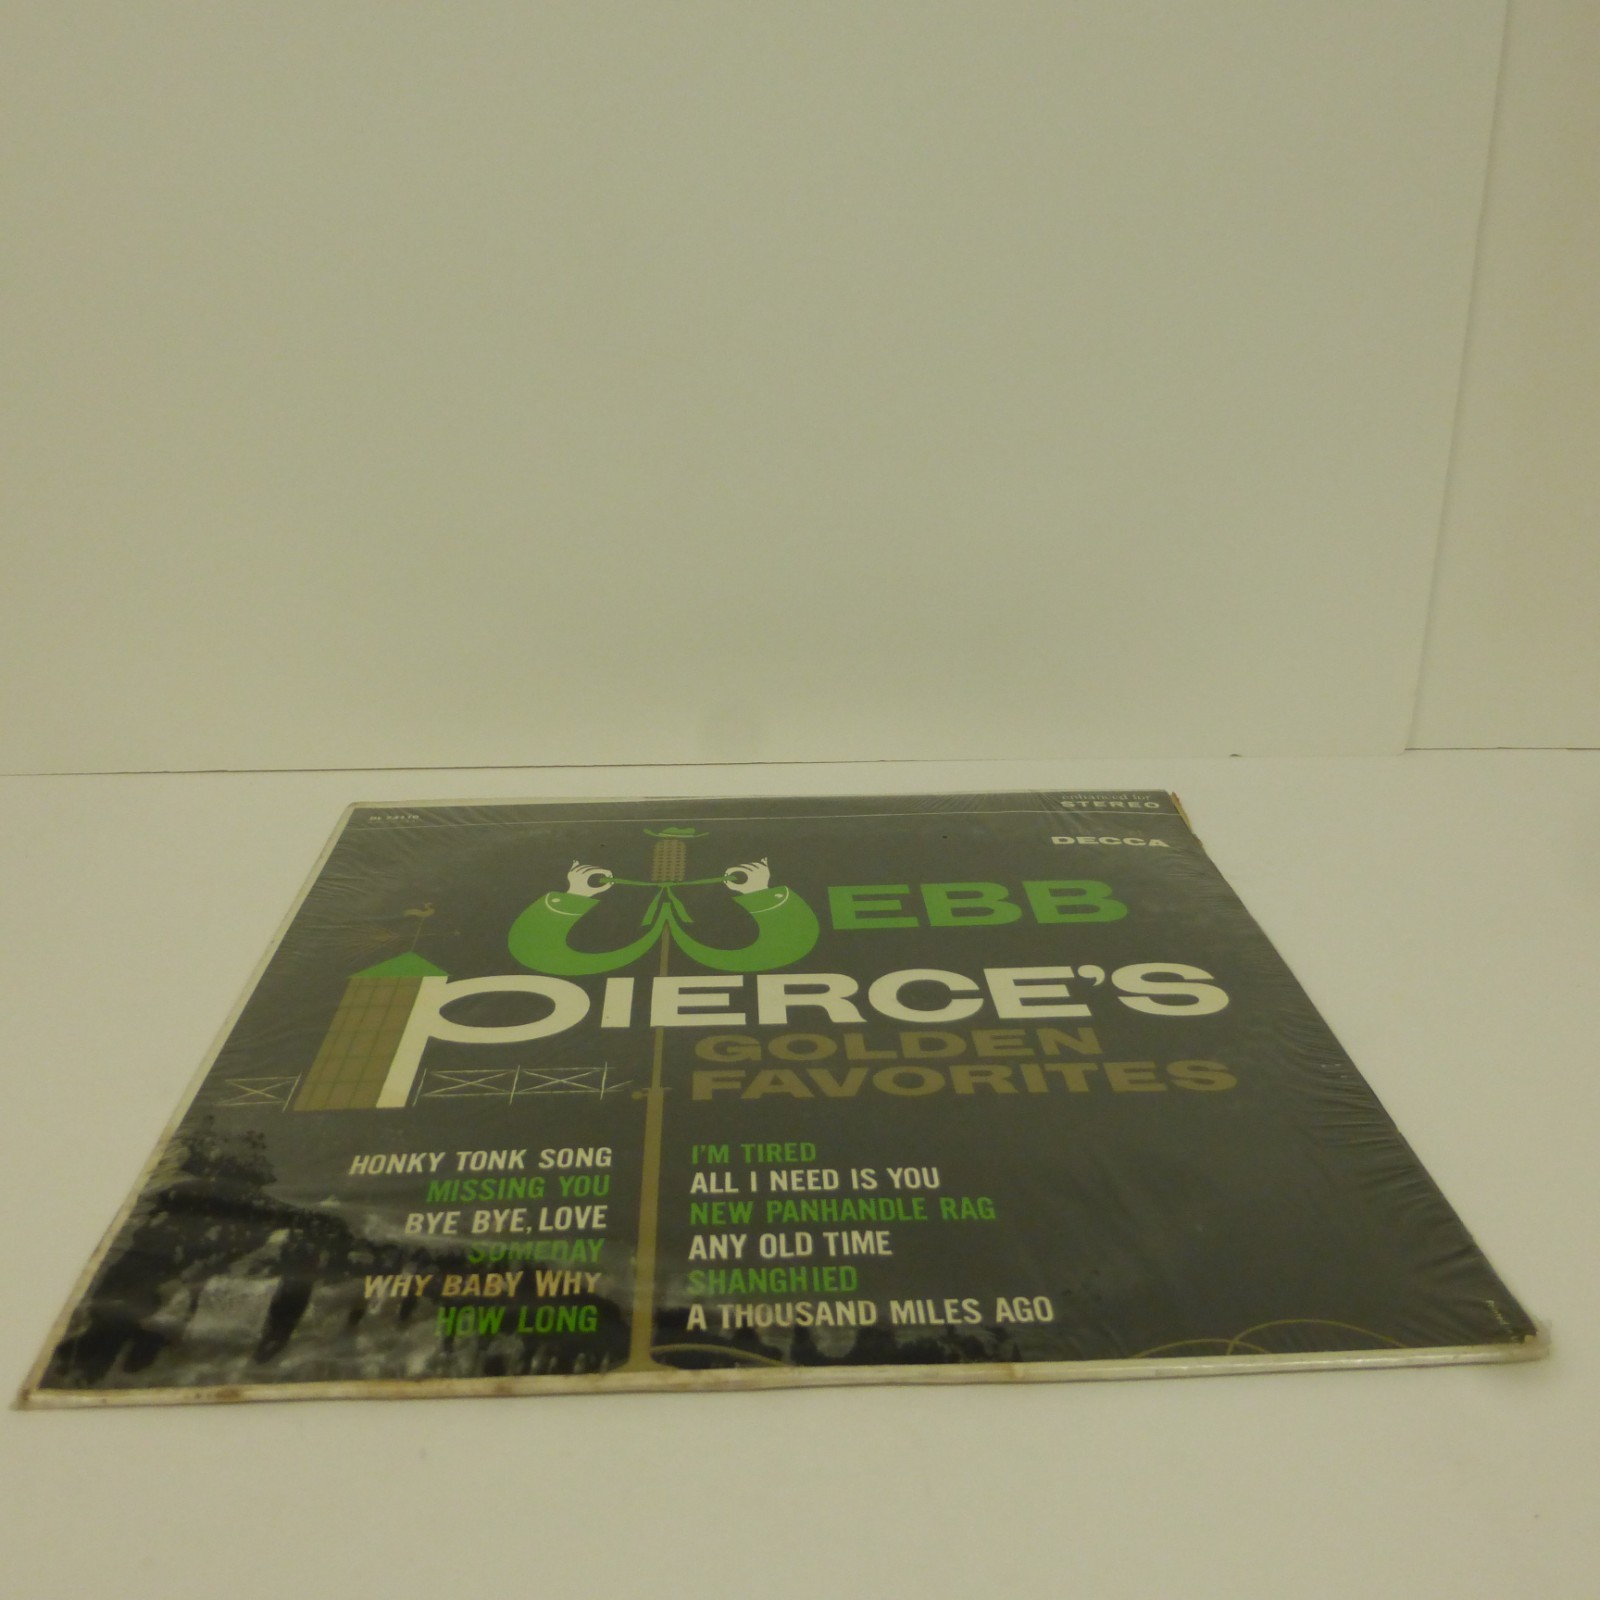 enhanced for
STEREO
DECCA
WEBB
PIERCE'S
GOLDEN
FAVORITES
HONKY TONK SONG
MISSING YOU
BYE BYE, LOVE
SOMEDAY
WHY BABY WHY
HOW LONG
I'M TIRED
ALL I NEED IS YOU
NEW PANHANDLE RAG
ANY OLD TIME
SHANGHIED
A THOUSAND MILES AGO